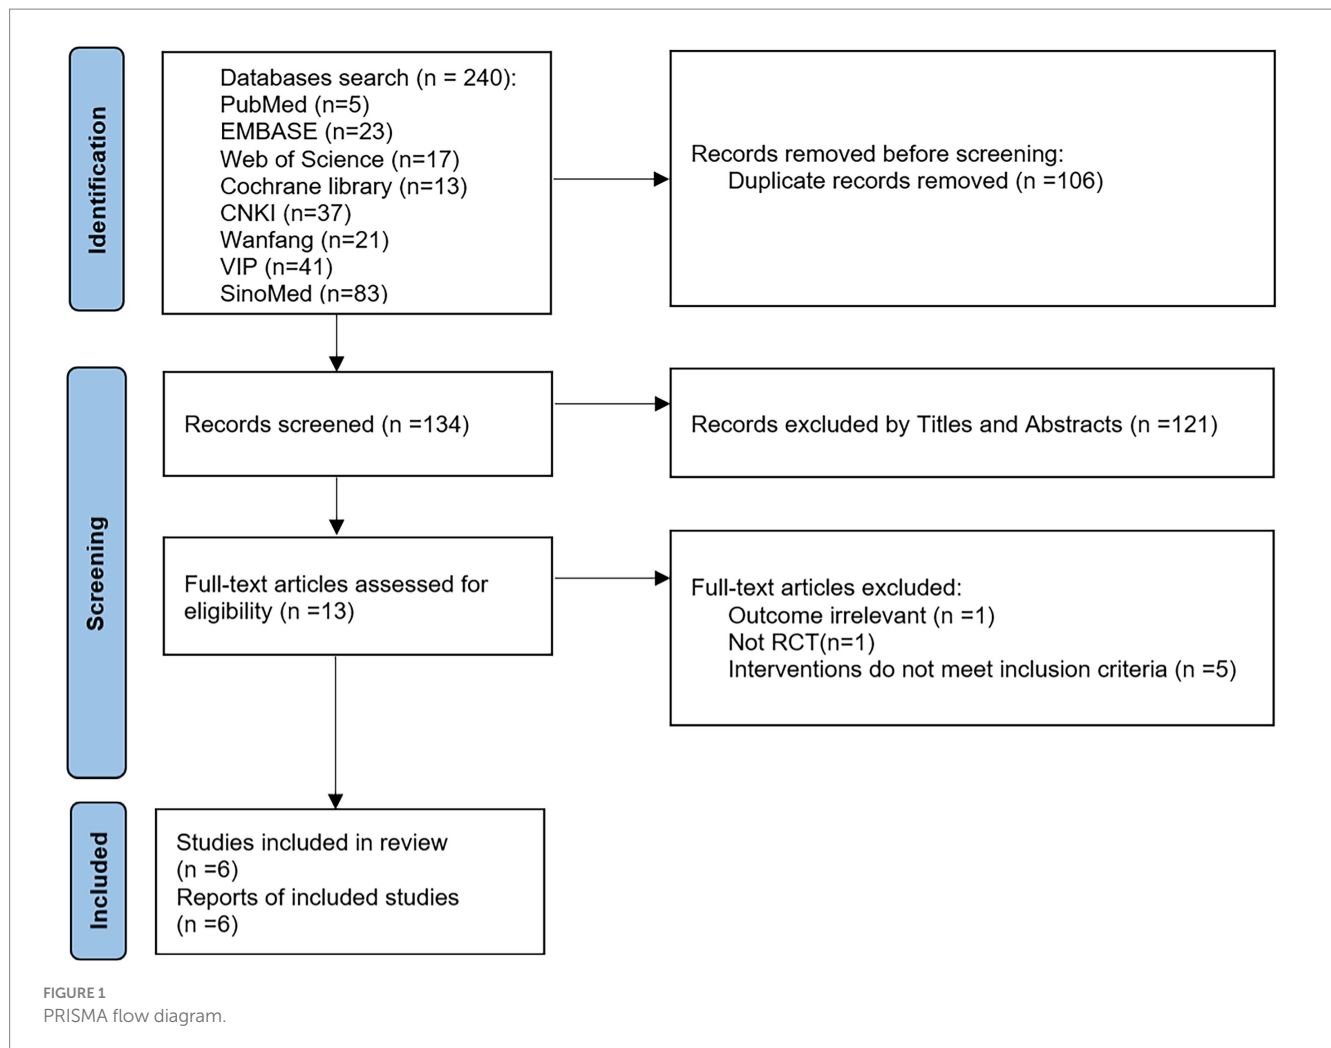 Identification
Databases search (n = 240):
PubMed (n=5)
EMBASE (n=23)
Web of Science (n=17)
Cochrane library (n=13)
CNKI (n=37)
Wanfang (n=21)
VIP (n=41)
SinoMed (n=83)
Records removed before screening:
Duplicate records removed (n =106)
Screening
Records screened (n =134)
Records excluded by Titles and Abstracts (n =121)
Full-text articles assessed for
eligibility (n =13)
Full-text articles excluded:
Outcome irrelevant (n =1)
Not RCT(n=1)
Interventions do not meet inclusion criteria (n =5)
Included
Studies included in review
(n =6)
Reports of included studies
(n =6)
FIGURE 1
PRISMA flow diagram.